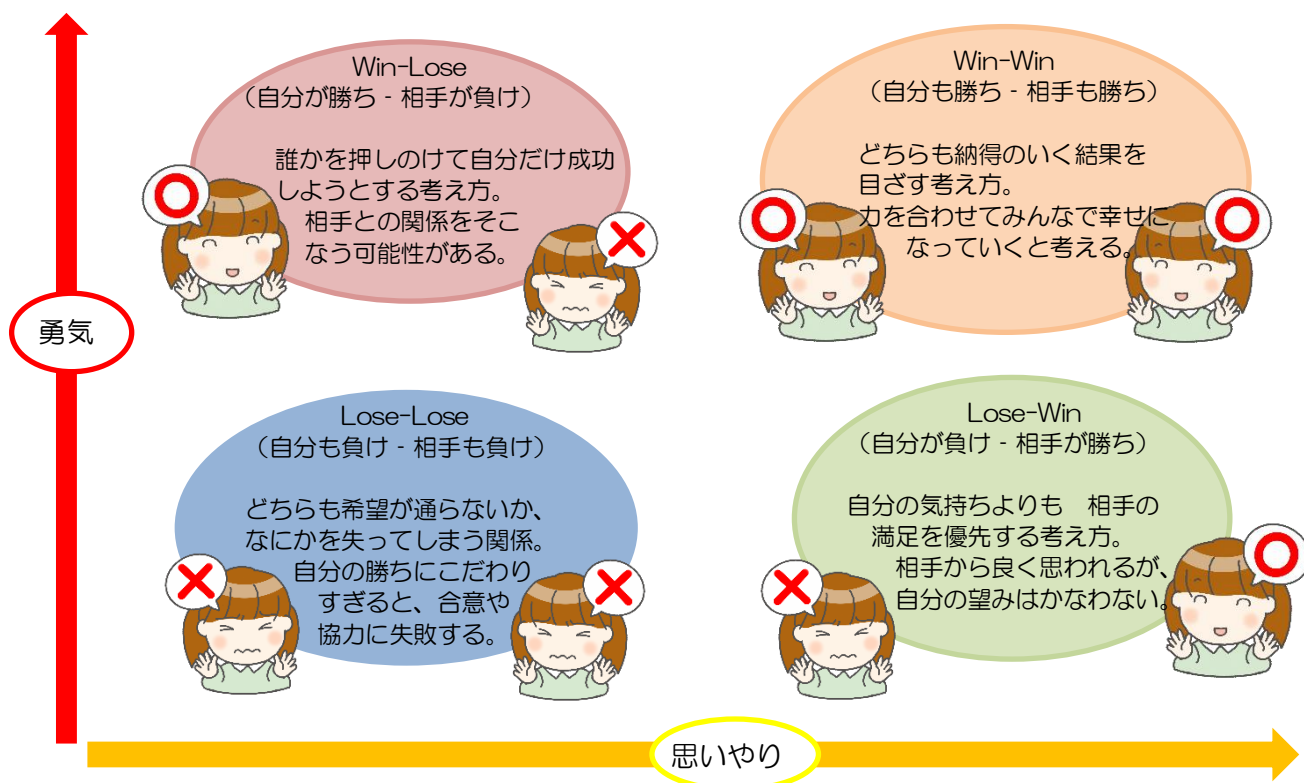 Win-Lose
（自分が勝ち - 相手が負け）
誰かを押しのけて自分だけ成功
しようとする考え方。
相手との関係をそこ
なう可能性がある。
Win-Win
（自分も勝ち - 相手も勝ち）
どちらも納得のいく結果を
目ざす考え方。
力を合わせてみんなで幸せに
なっていくと考える。
勇気
Lose-Lose
（自分も負け - 相手も負け）
どちらも希望が通らないか、
なにかを失ってしまう関係。
自分の勝ちにこだわり
すぎると、合意や
協力に失敗する。
Lose-Win
（自分が負け - 相手が勝ち）
自分の気持ちよりも　相手の
満足を優先する考え方。
相手から良く思われるが、
自分の望みはかなわない。
思いやり